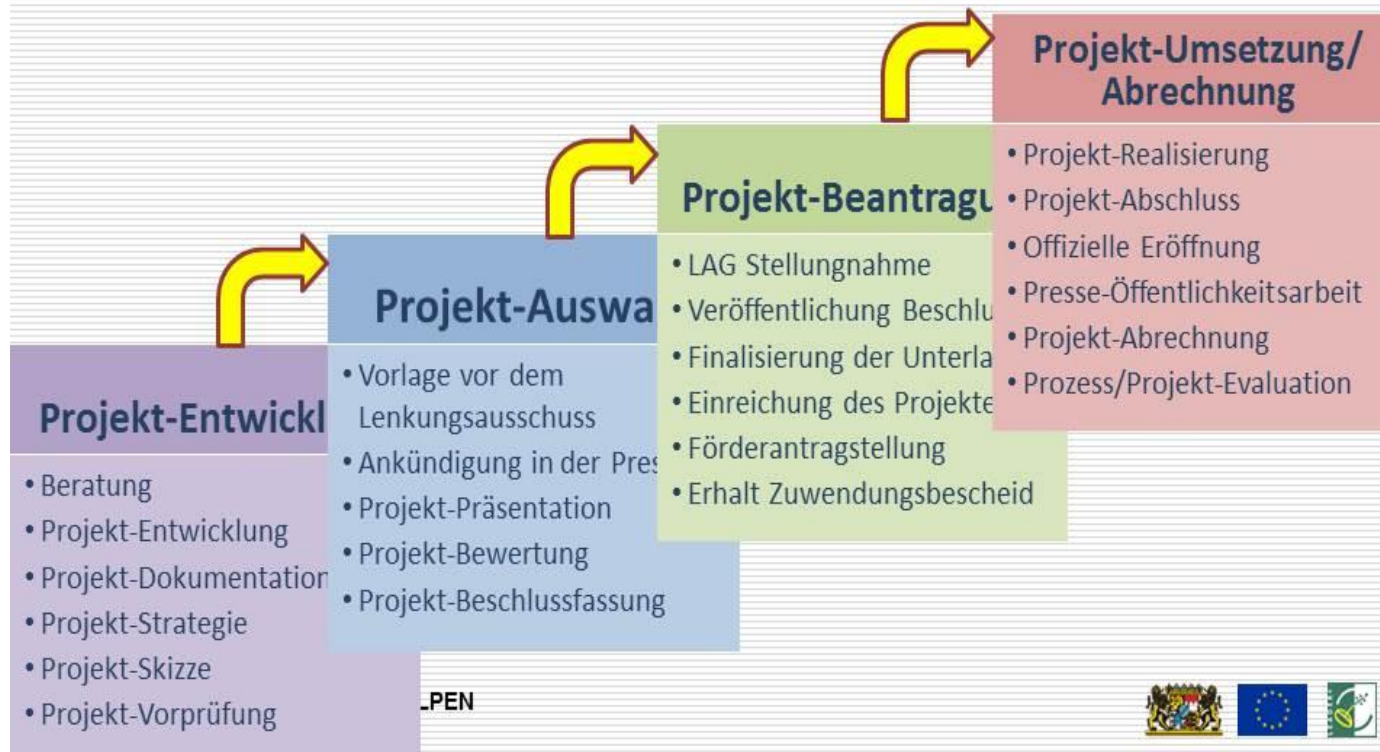 Projekt-Entwickl
• Beratung
• Projekt-Entwicklung
• Projekt-Dokumentation
• Projekt-Strategie
• Projekt-Skizze
• Projekt-Vorprüfung
Projekt-Auswa
• Vorlage vor dem
Lenkungsausschuss
• Ankündigung in der Pres
• Projekt-Präsentation
• Projekt-Bewertung
• Projekt-Beschlussfassung
Projekt-Beantragu
• LAG Stellungnahme
• Veröffentlichung Beschlu
• Finalisierung der Unterla
• Einreichung des Projekte
• Förderantragstellung
• Erhalt Zuwendungsbescheid
Projekt-Umsetzung/
Abrechnung
• Projekt-Realisierung
• Projekt-Abschluss
• Offizielle Eröffnung
• Presse-Öffentlichkeitsarbeit
• Projekt-Abrechnung
• Prozess/Projekt-Evaluation
LPEN